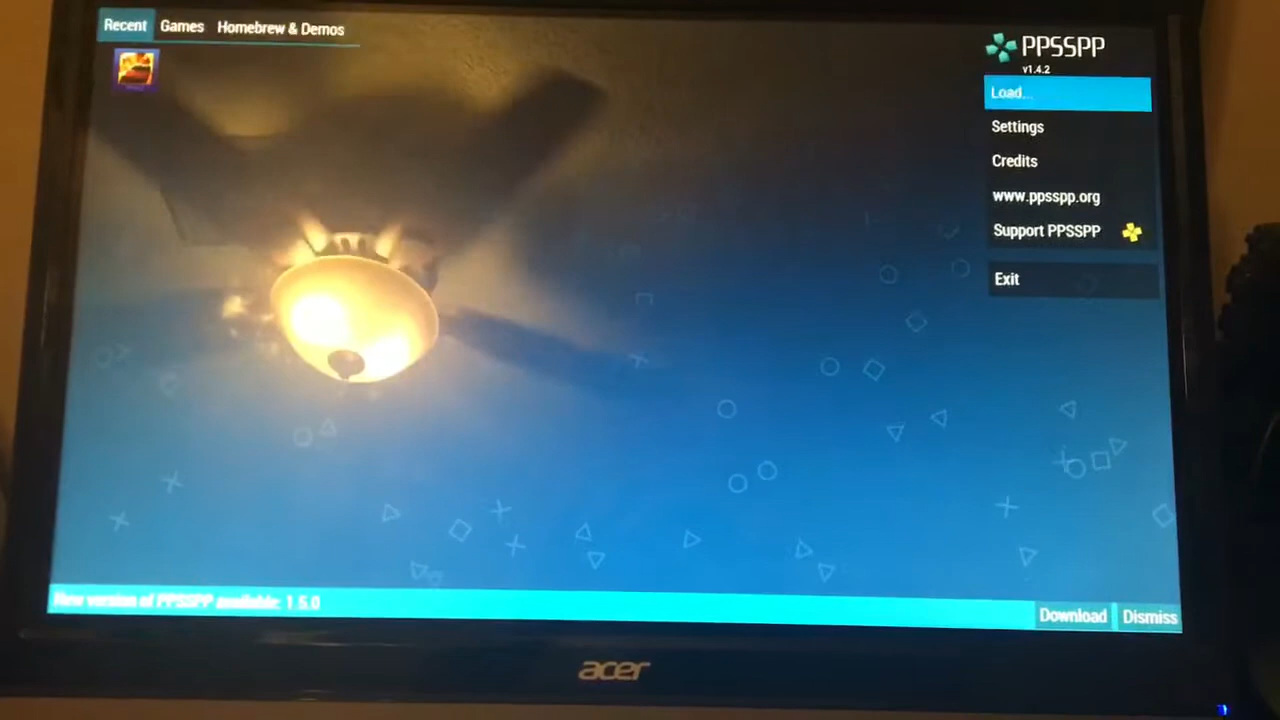 Recent Games Homebrew & Demos
PPSSPP
v1.4.2
Load...
Settings
Credits
www.ppsspp.org
Support PPSSPP
Exit
New version of PPSSPP available: 1.5.0
Download Dismiss
acer